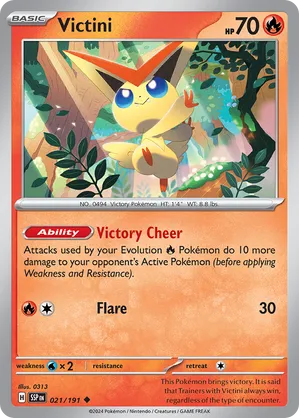 BASIC
Victini
HP 70
NO. 0494 Victory Pokémon HT: 1'4" WT: 8.8 lbs.
Ability Victory Cheer
Attacks used by your Evolution Pokémon do 10 more
damage to your opponent's Active Pokémon (before applying
Weakness and Resistance).
Flare 30
weakness ×2 resistance retreat
Illus. 0313
H SSP EN 021/191
This Pokémon brings victory. It is said
that Trainers with Victini always win,
regardless of the type of encounter.
©2024 Pokémon / Nintendo / Creatures / GAME FREAK